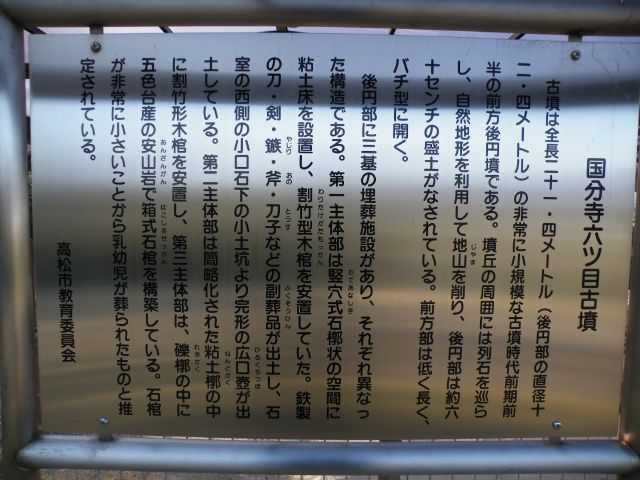 国分寺六ツ目古墳
古墳は全長二十一・四メートル（後円部の直径十
二・四メートル）の非常に小規模な古墳時代前期前
半の前方後円墳である。墳丘の周囲には列石を巡ら
し、自然地形を利用して地山を削り、後円部は約六
十センチの盛土がなされている。前方部は低く長く、
バチ型に開く。
後円部に三基の埋葬施設があり、それぞれ異なっ
た構造である。第一主体部は竪穴式石槨状の空間に
粘土床を設置し、割竹型木棺を安置していた。鉄製
の刀・剣・鏃・斧・刀子などの副葬品が出土し、石
室の西側の小口石下の小土坑より完形の広口壺が出
土している。第二主体部は簡略化された粘土槨の中
に割竹形木棺を安置し、第三主体部は、礫槨の中に
五色台産の安山岩で箱式石棺を構築している。石棺
が非常に小さいことから乳幼児が葬られたものと推
定されている。
高松市教育委員会